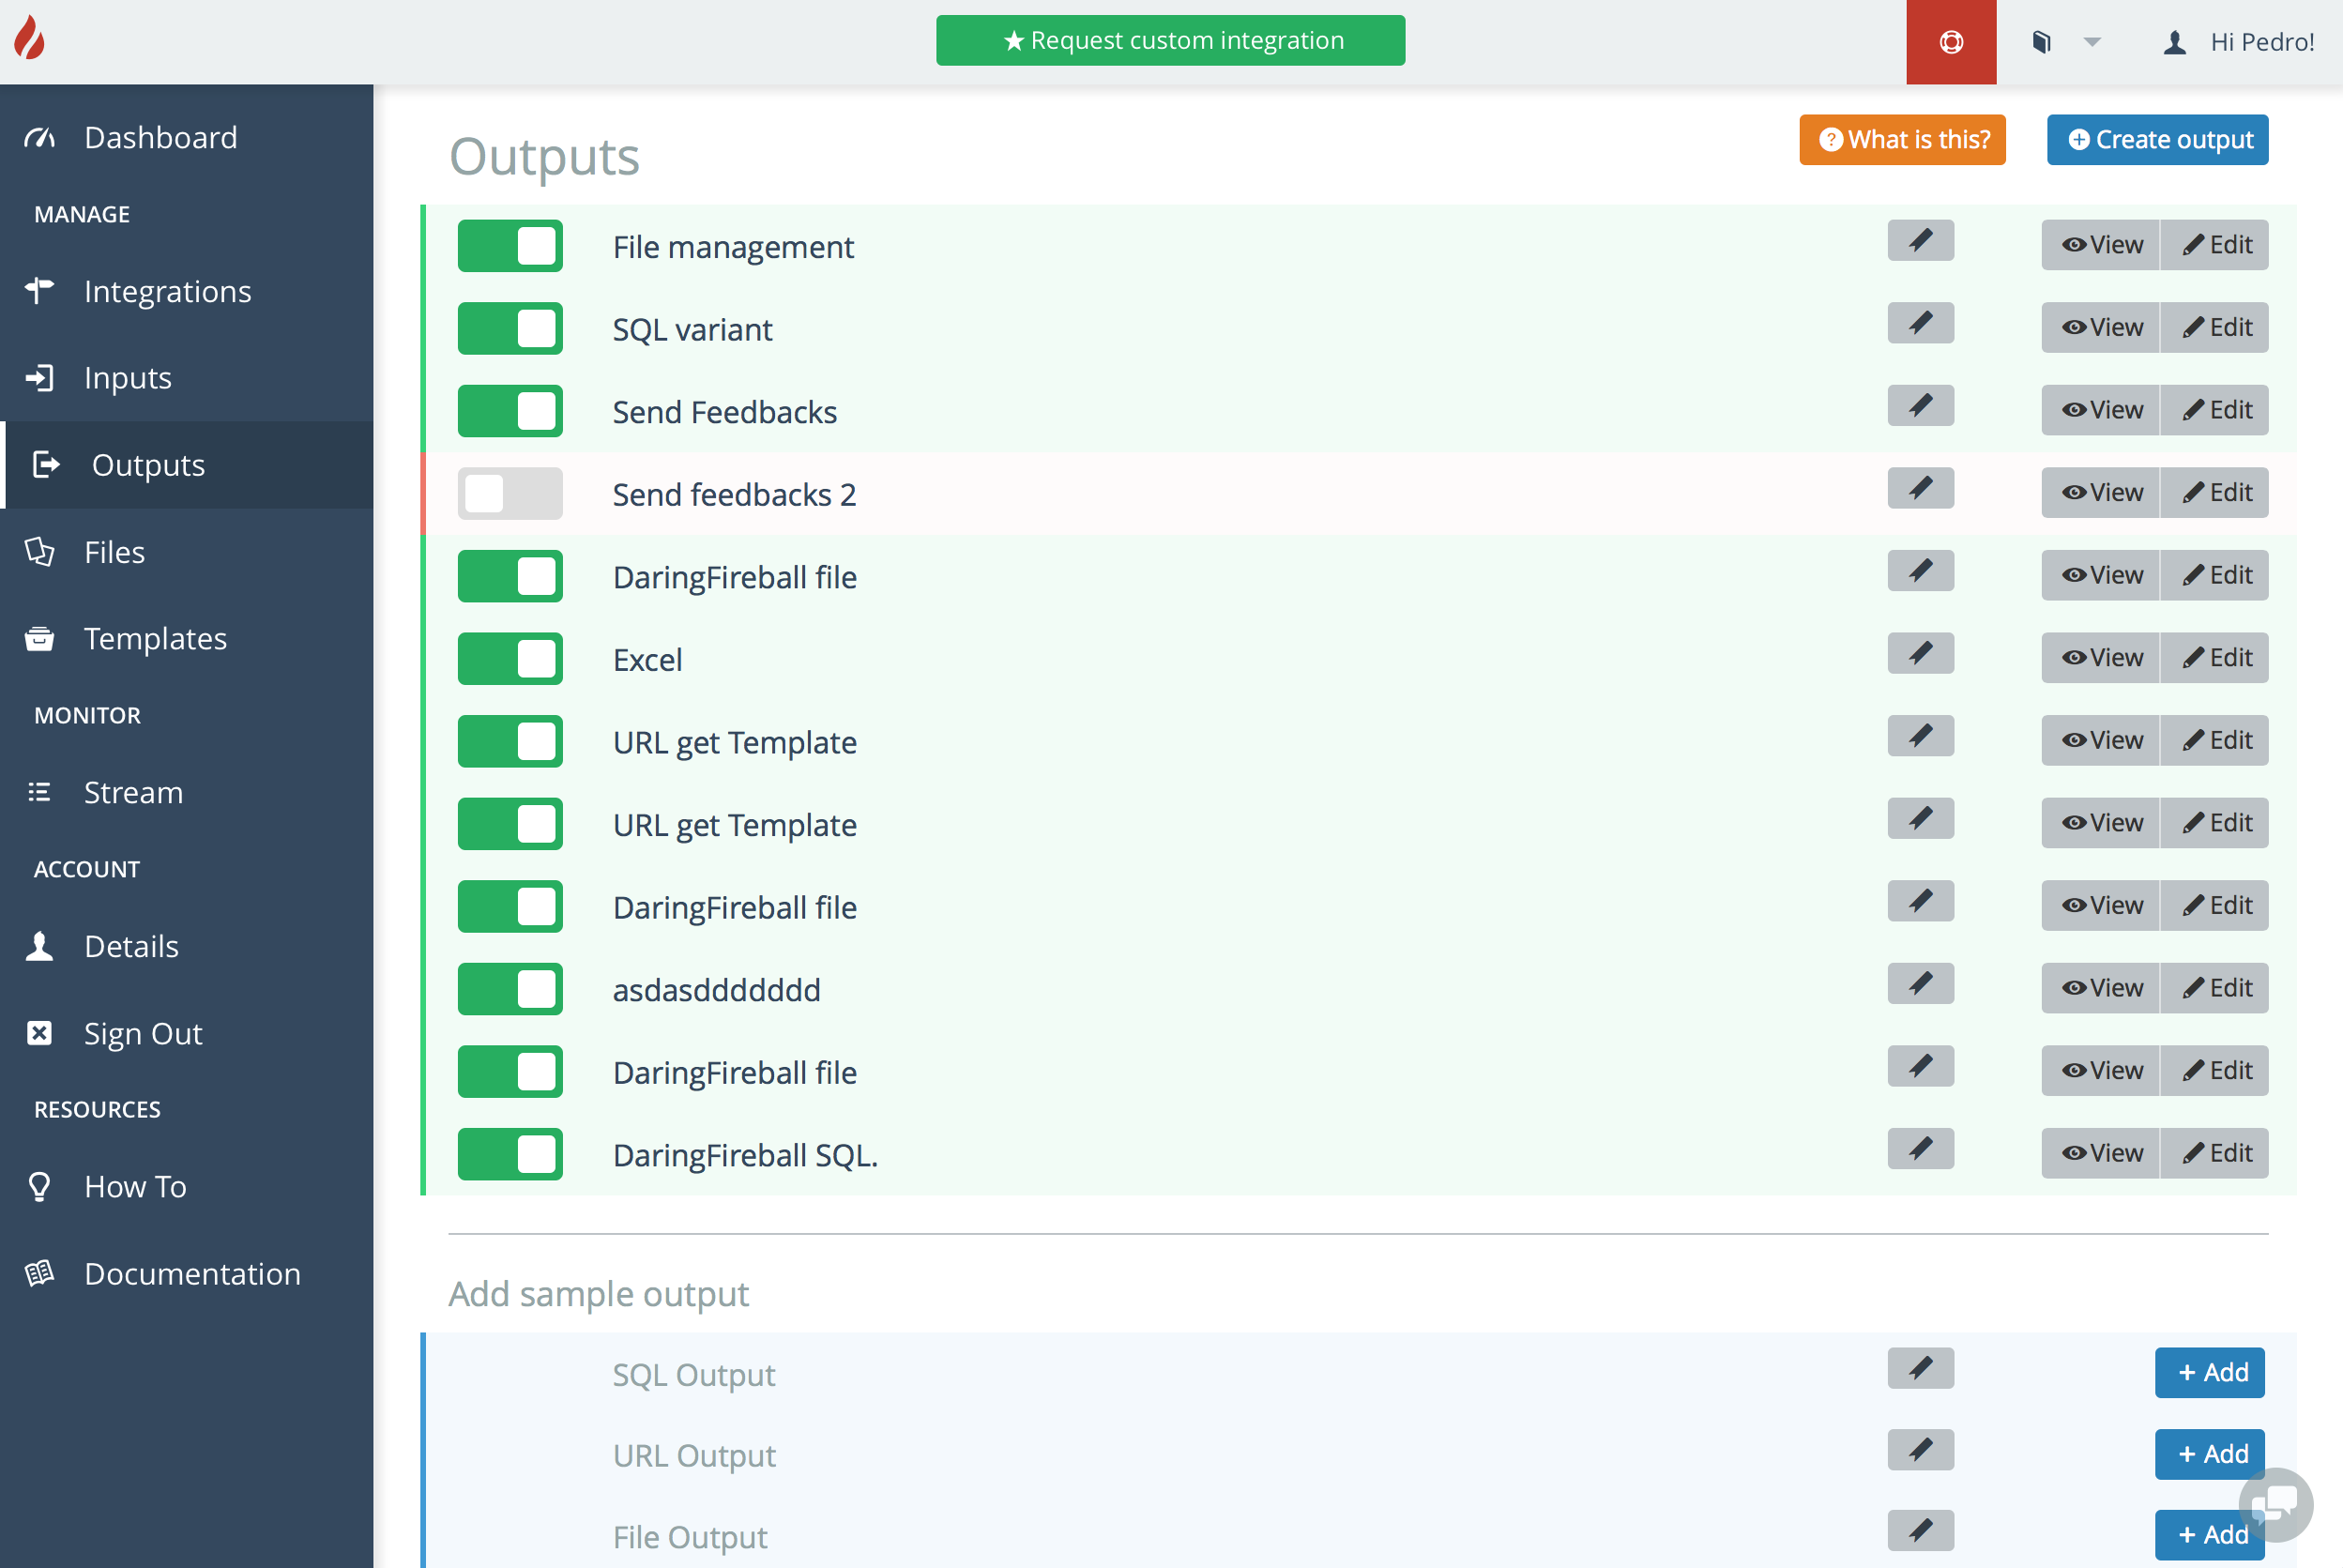 Request custom integration
Hi Pedro!
Dashboard
MANAGE
Integrations
Inputs
Outputs
Files
Templates
MONITOR
Stream
ACCOUNT
Details
Sign Out
RESOURCES
How To
Documentation
Outputs
What is this?
Create output
File management View Edit
SQL variant View Edit
Send Feedbacks View Edit
Send feedbacks 2 View Edit
DaringFireball file View Edit
Excel View Edit
URL get Template View Edit
URL get Template View Edit
DaringFireball file View Edit
asdasddddddd View Edit
DaringFireball file View Edit
DaringFireball SQL. View Edit
Add sample output
SQL Output + Add
URL Output + Add
File Output + Add